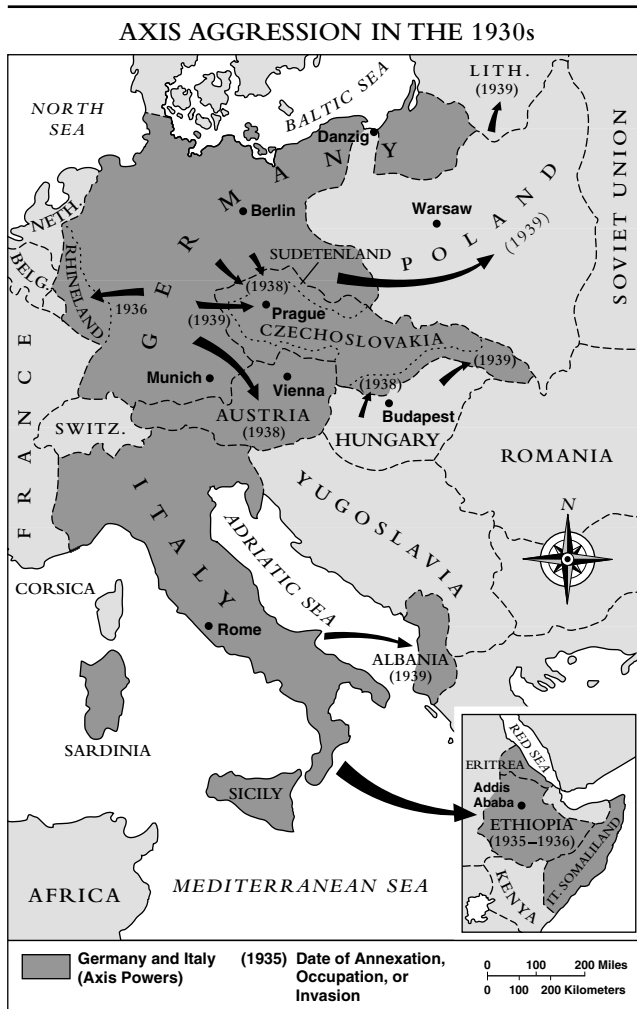 AXIS AGGRESSION IN THE 1930s
NORTH
SEA
BALTIC SEA
LITH.
(1939)
Danzig
GERMANY
Berlin
Warsaw
POLAND
(1939)
SOVIET UNION
NETH.
BELG.
RHINELAND
1936
SUDETENLAND
(1938)
(1939)
Prague
CZECHOSLOVAKIA
(1939)
(1938)
Munich
Vienna
AUSTRIA
(1938)
Budapest
HUNGARY
SWITZ.
FRANCE
ROMANIA
ITALY
YUGOSLAVIA
ADRIATIC SEA
N
CORSICA
Rome
ALBANIA
(1939)
SARDINIA
SICILY
RED SEA
ERITREA
Addis
Ababa
ETHIOPIA
(1935–1936)
IT. SOMALILAND
KENYA
AFRICA
MEDITERRANEAN SEA
Germany and Italy
(Axis Powers)
(1935) Date of Annexation,
Occupation, or
Invasion
0 100 200 Miles
0 100 200 Kilometers